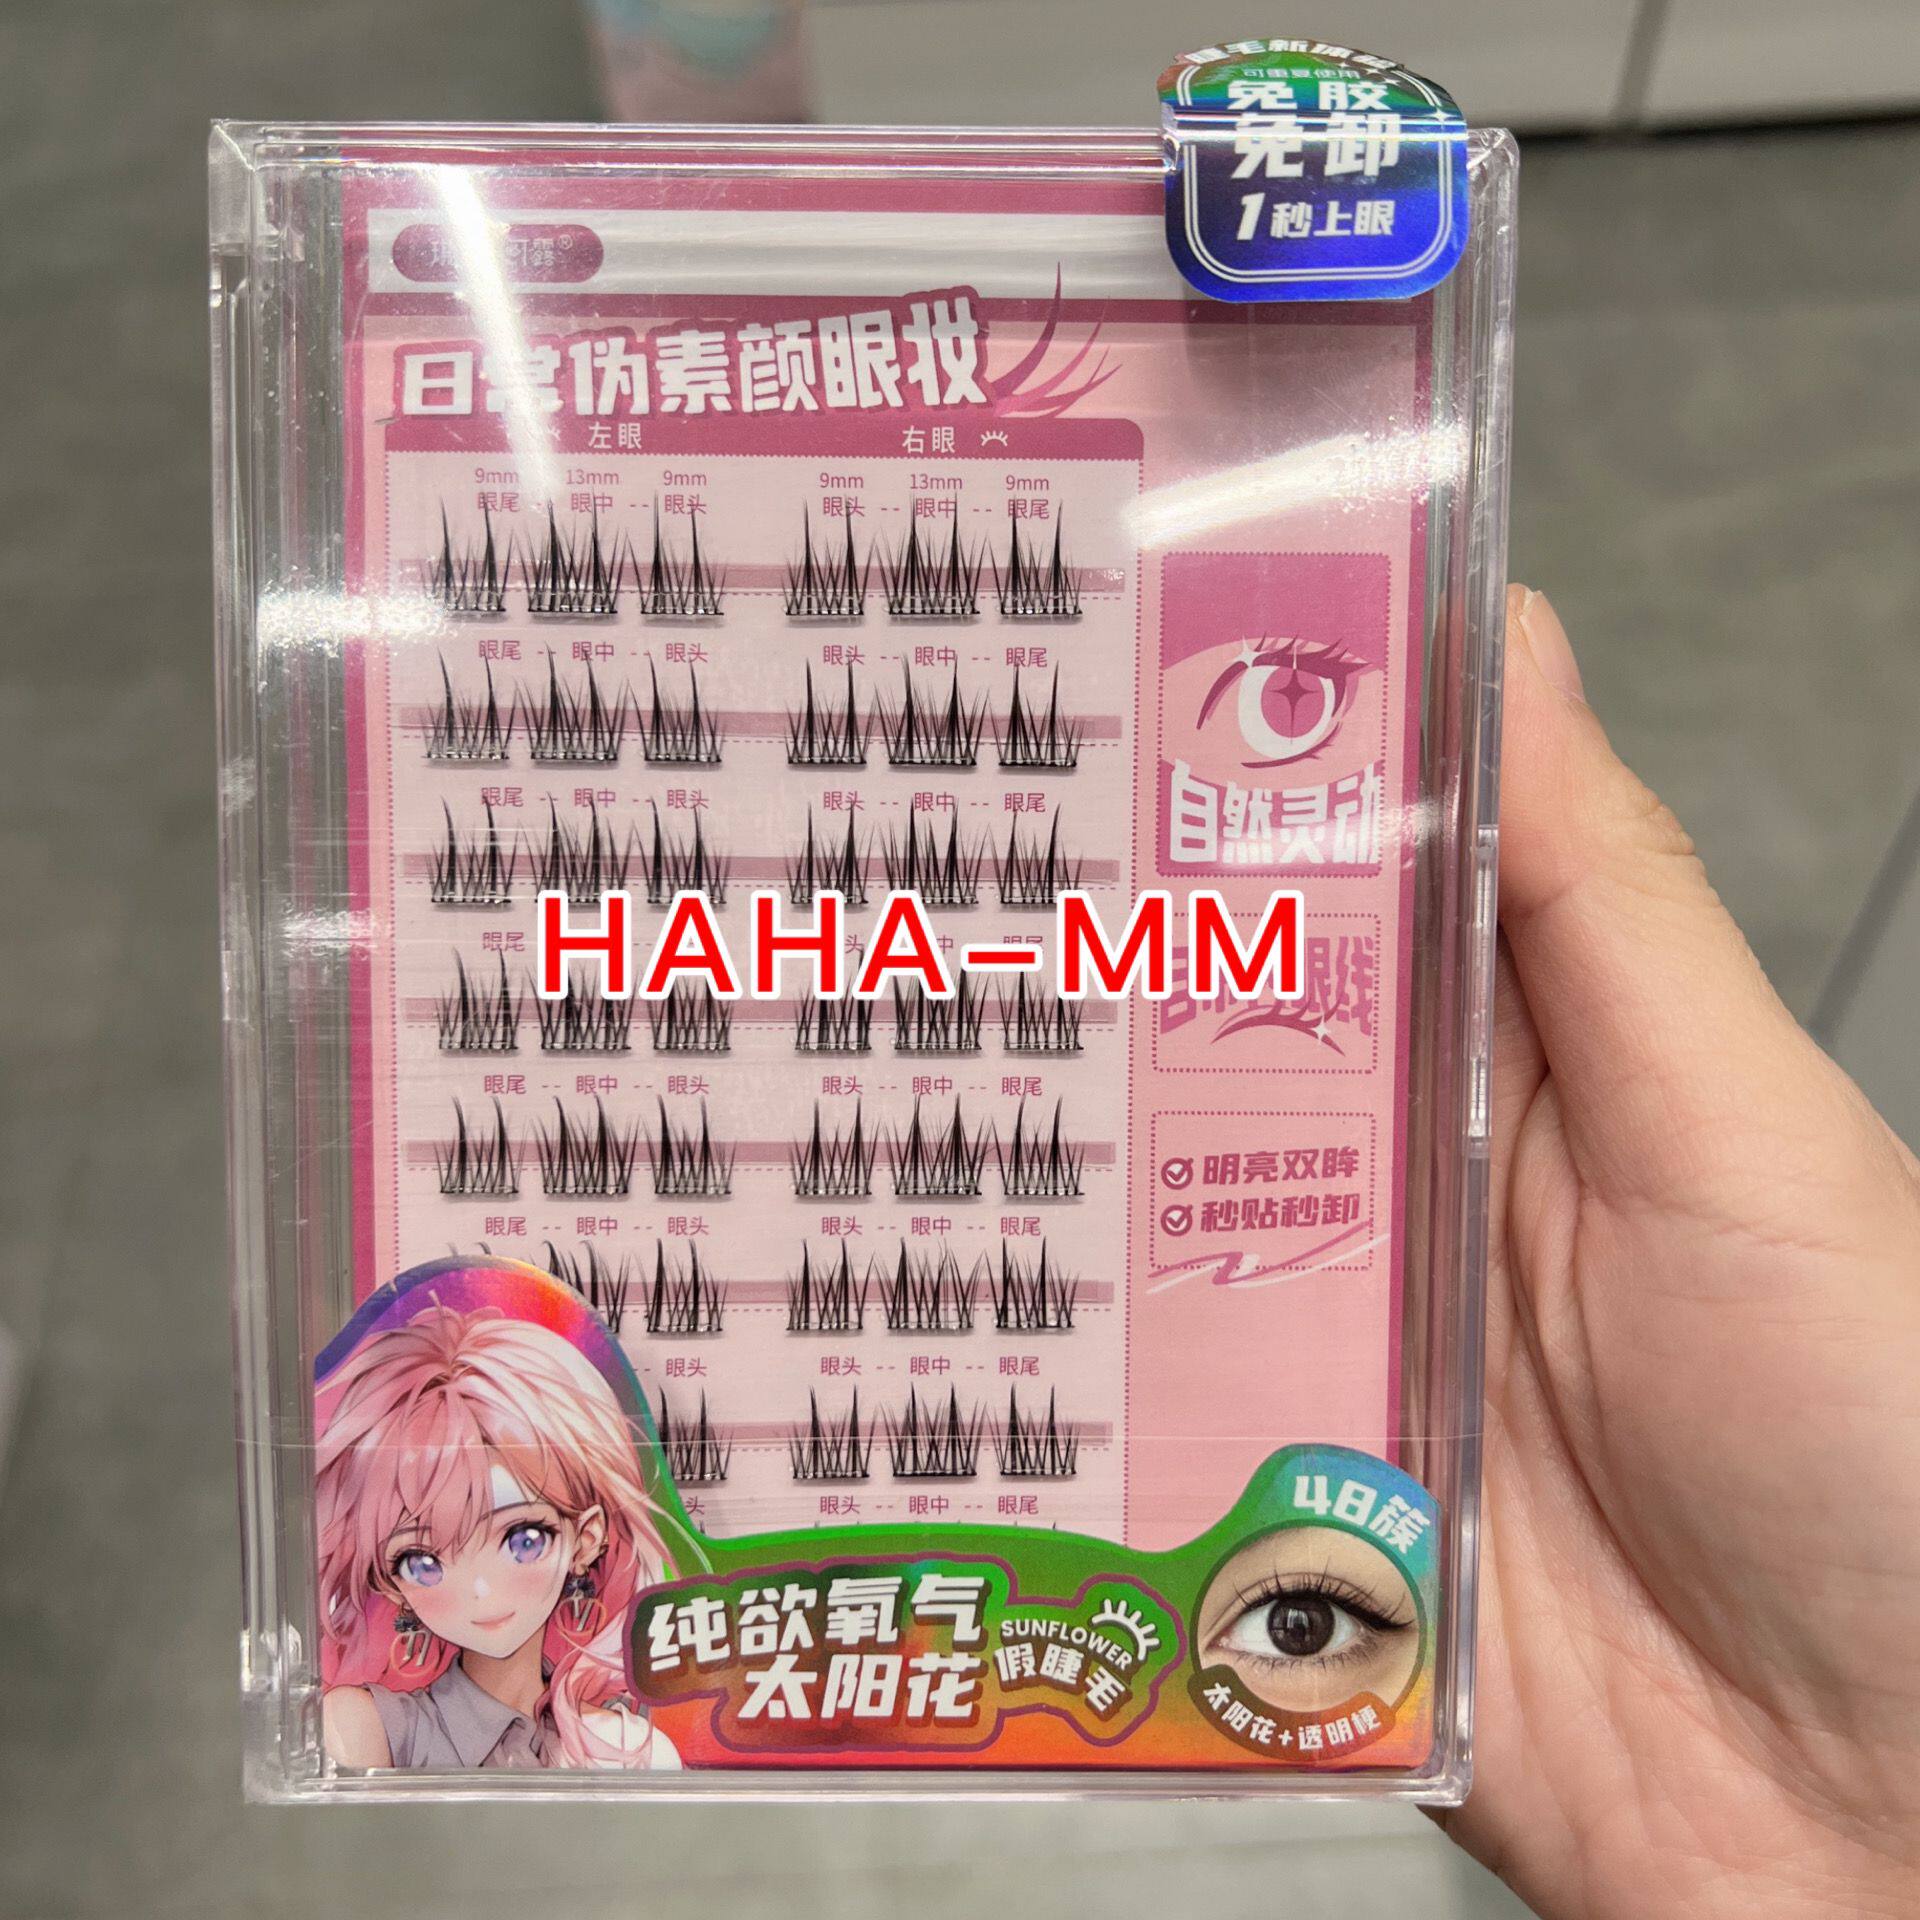 可重复使用
免胶
免卸
1秒上眼
日常伪素颜眼妆
左眼 右眼
9mm 13mm 9mm 9mm 13mm 9mm
眼尾 -- 眼中 -- 眼头 眼头 -- 眼中 -- 眼尾
眼尾 -- 眼中 -- 眼头 眼头 -- 眼中 -- 眼尾
眼尾 -- 眼中 -- 眼头 眼头 -- 眼中 -- 眼尾
自然灵动
HAHA-MM
眼尾
眼线
眼尾 -- 眼中 -- 眼头 眼头 -- 眼中 -- 眼尾
明亮双眸
秒贴秒卸
眼尾 -- 眼中 -- 眼头 眼头 -- 眼中 -- 眼尾
-- 眼头 眼头 -- 眼中 -- 眼尾
头 眼头 -- 眼中 -- 眼尾
48簇
纯欲氧气
太阳花
SUNFLOWER
假睫毛
太阳花+透明梗